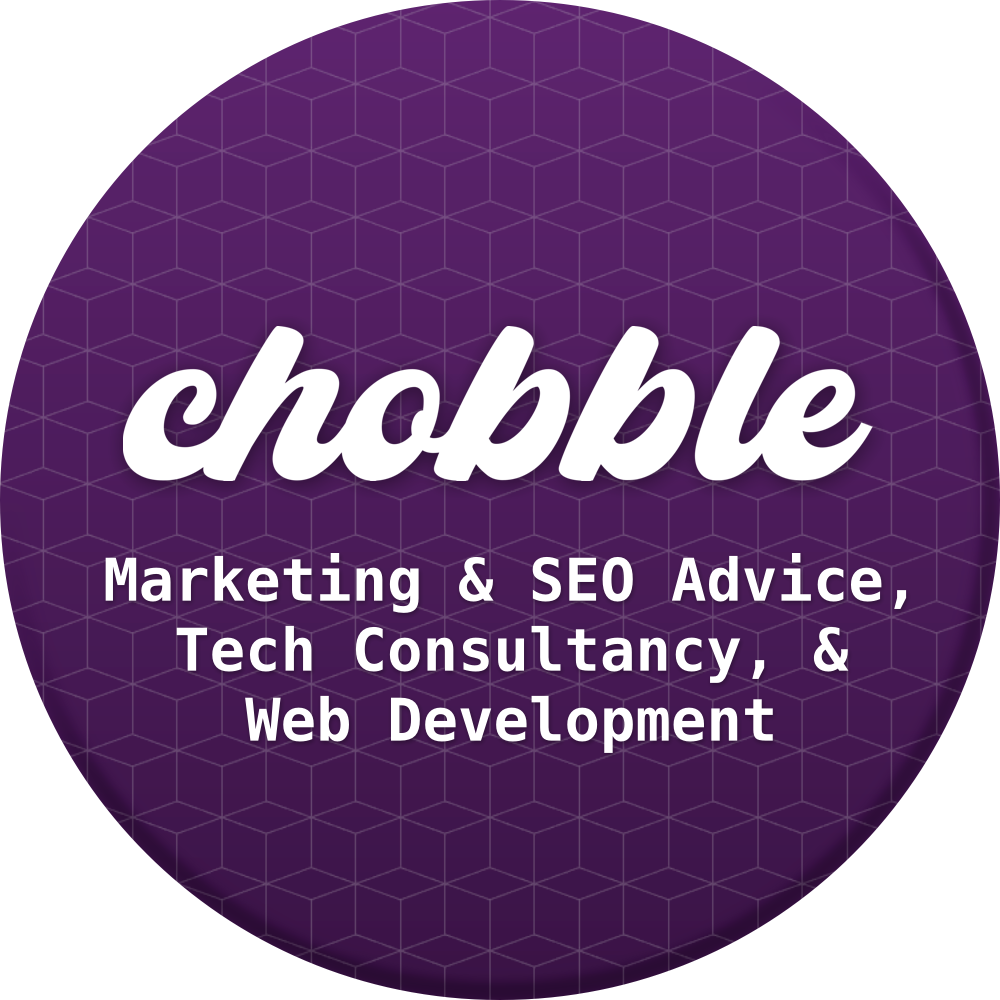 chobble
Marketing & SEO Advice,
Tech Consultancy, &
Web Development